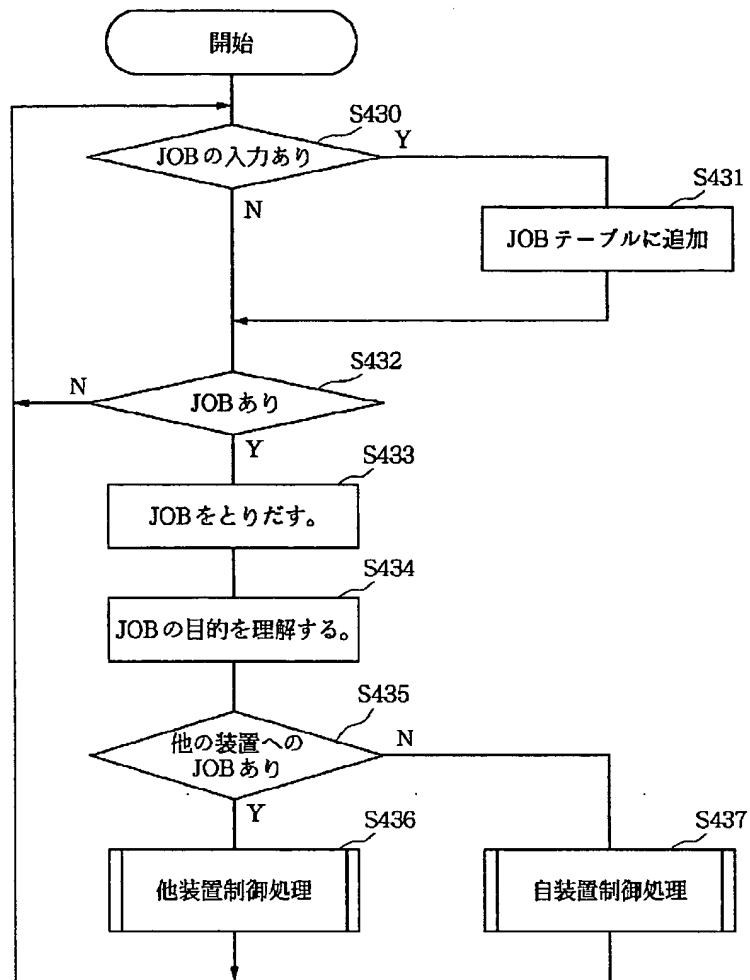 開始
S430
JOBの入力あり
Y
N
S431
JOBテーブルに追加
S432
JOBあり
N
Y
S433
JOBをとりだす。
S434
JOBの目的を理解する。
S435
他の装置への
JOBあり
N
Y
S436
他装置制御処理
S437
自装置制御処理